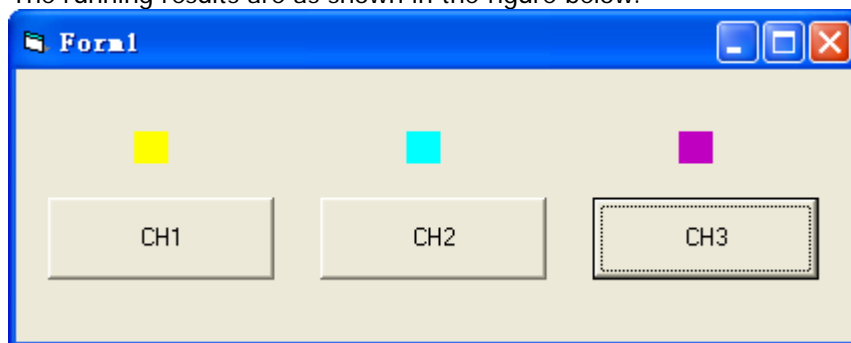 The running results are as shown in the figure below:
Form1
CH1 CH2 CH3